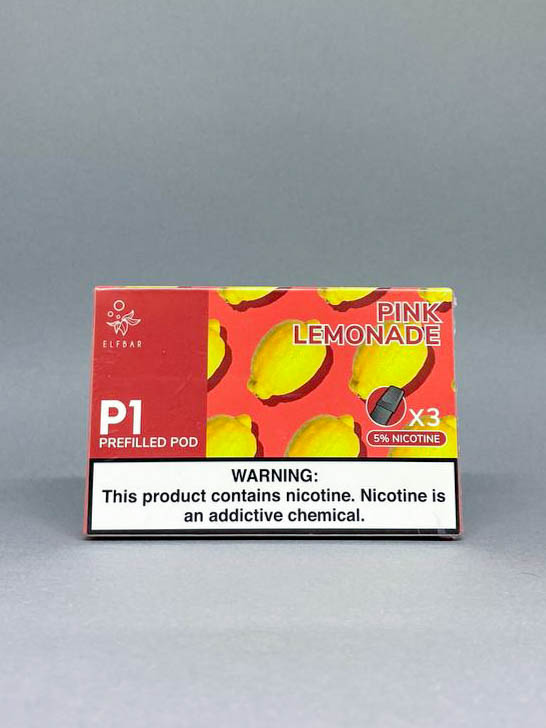 ELFBAR
P1
PREFILLED POD
PINK
LEMONADE
X3
5% NICOTINE
WARNING:
This product contains nicotine. Nicotine is
an addictive chemical.